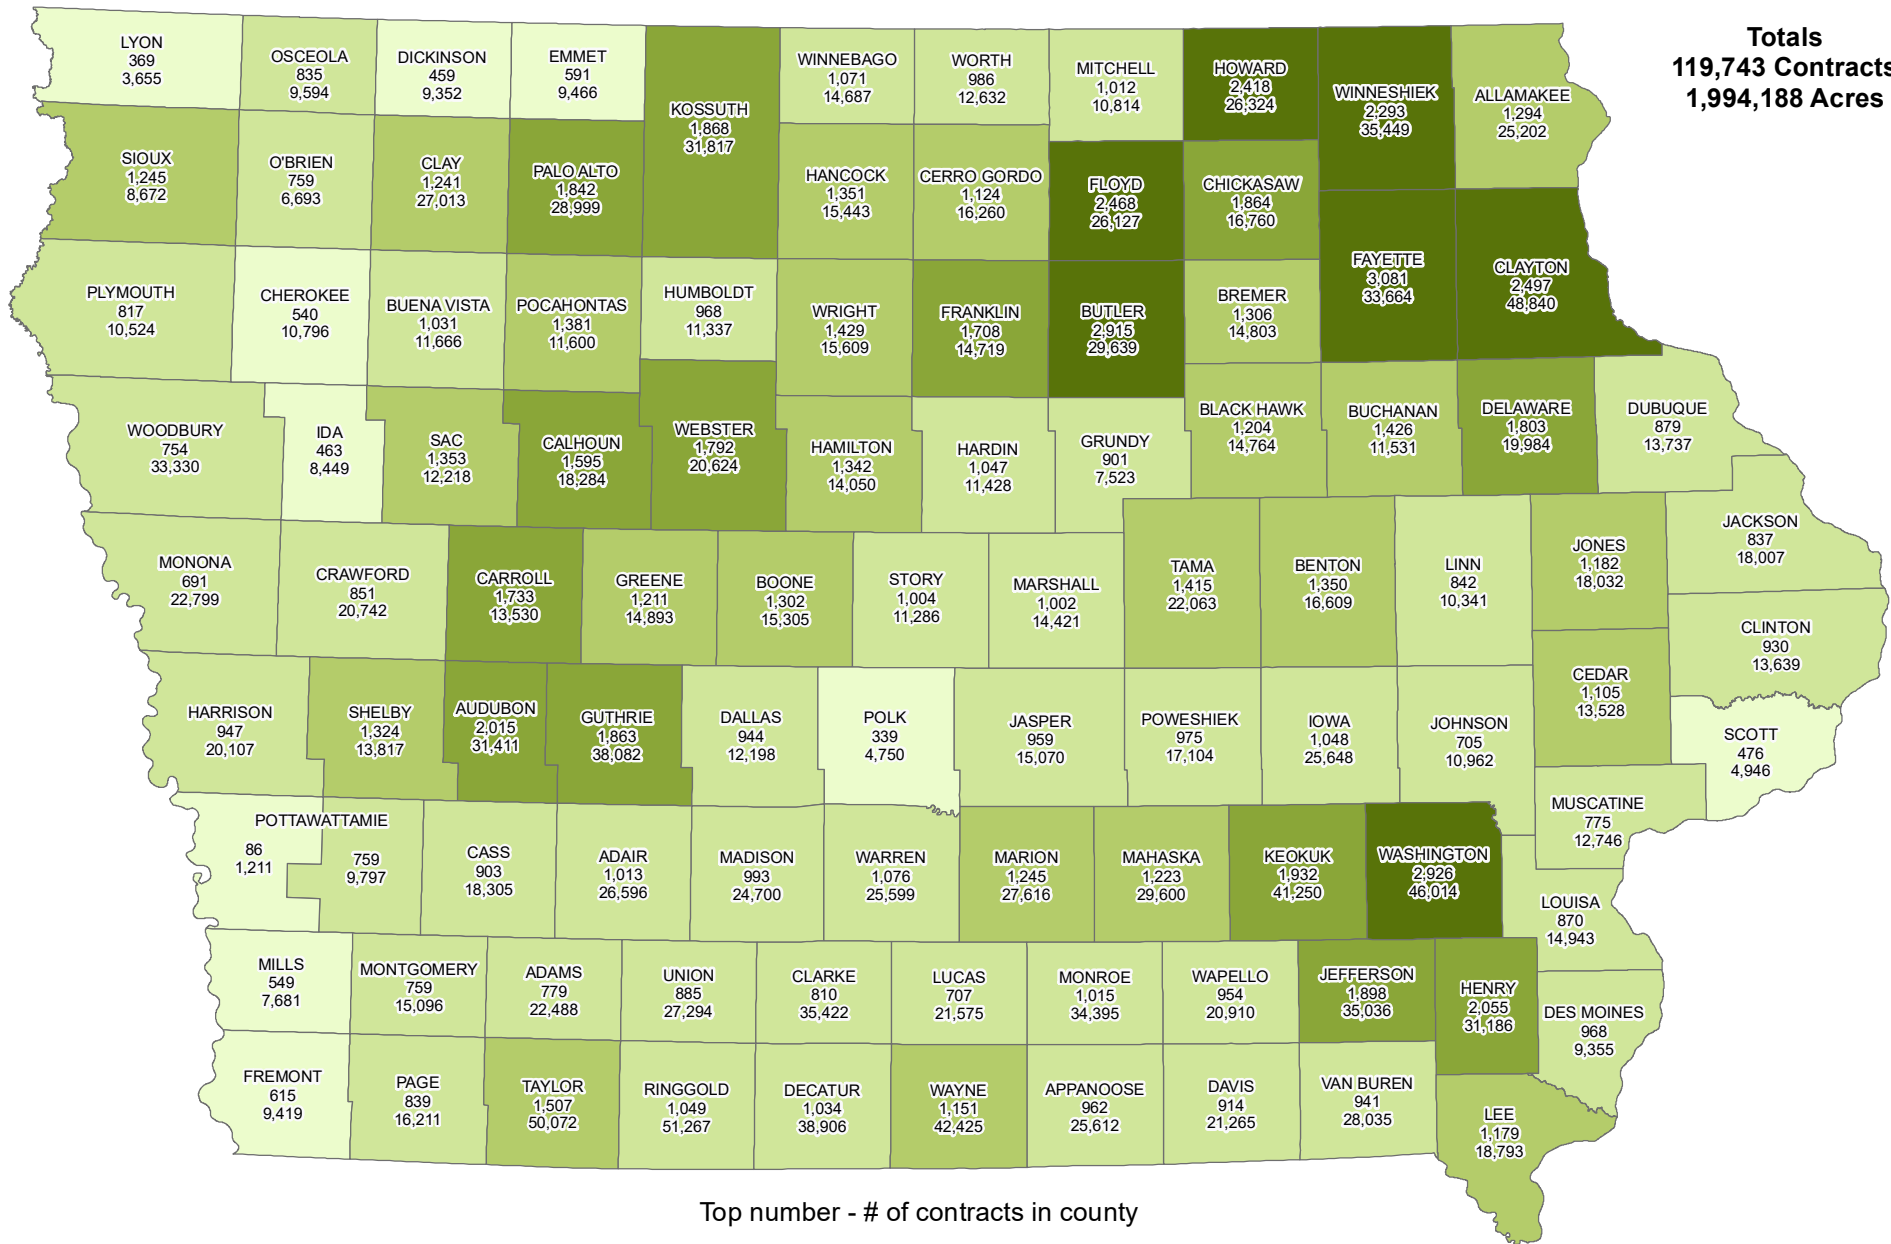 Totals
119,743 Contracts
1,994,188 Acres
LYON
369
3,655
OSCEOLA
835
9,594
DICKINSON
459
9,352
EMMET
591
9,466
KOSSUTH
1,868
31,817
WINNEBAGO
1,071
14,687
WORTH
986
12,632
MITCHELL
1,012
10,814
HOWARD
2,418
26,324
WINNESHIEK
2,293
35,449
ALLAMAKEE
1,294
25,202
SIOUX
1,245
8,672
O'BRIEN
759
6,693
CLAY
1,241
27,013
PALO ALTO
1,842
28,999
HANCOCK
1,351
15,443
CERRO GORDO
1,124
16,260
FLOYD
2,468
26,127
CHICKASAW
1,864
16,760
FAYETTE
3,081
33,664
CLAYTON
2,497
48,840
PLYMOUTH
817
10,524
CHEROKEE
540
10,796
BUENA VISTA
1,031
11,666
POCAHONTAS
1,381
11,600
HUMBOLDT
968
11,337
WRIGHT
1,429
15,609
FRANKLIN
1,708
14,719
BUTLER
2,915
29,639
BREMER
1,306
14,803
WOODBURY
754
33,330
IDA
463
8,449
SAC
1,353
12,218
CALHOUN
1,595
18,284
WEBSTER
1,792
20,624
HAMILTON
1,342
14,050
HARDIN
1,047
11,428
GRUNDY
901
7,523
BLACK HAWK
1,204
14,764
BUCHANAN
1,426
11,531
DELAWARE
1,803
19,984
DUBUQUE
879
13,737
MONONA
691
22,799
CRAWFORD
851
20,742
CARROLL
1,733
13,530
GREENE
1,211
14,893
BOONE
1,302
15,305
STORY
1,004
11,286
MARSHALL
1,002
14,421
TAMA
1,415
22,063
BENTON
1,350
16,609
LINN
842
10,341
JONES
1,182
18,032
JACKSON
837
18,007
CLINTON
930
13,639
HARRISON
947
20,107
SHELBY
1,324
13,817
AUDUBON
2,015
31,411
GUTHRIE
1,863
38,082
DALLAS
944
12,198
POLK
339
4,750
JASPER
959
15,070
POWESHIEK
975
17,104
IOWA
1,048
25,648
JOHNSON
705
10,962
CEDAR
1,105
13,528
SCOTT
476
4,946
MUSCATINE
775
12,746
POTTAWATTAMIE
86
1,211
759
9,797
CASS
903
18,305
ADAIR
1,013
26,596
MADISON
993
24,700
WARREN
1,076
25,599
MARION
1,245
27,616
MAHASKA
1,223
29,600
KEOKUK
1,932
41,250
WASHINGTON
2,926
46,014
LOUISA
870
14,943
MILLS
549
7,681
MONTGOMERY
759
15,096
ADAMS
779
22,488
UNION
885
27,294
CLARKE
810
35,422
LUCAS
707
21,575
MONROE
1,015
34,395
WAPELLO
954
20,910
JEFFERSON
1,898
35,036
HENRY
2,055
31,186
DES MOINES
968
9,355
FREMONT
615
9,419
PAGE
839
16,211
TAYLOR
1,507
50,072
RINGGOLD
1,049
51,267
DECATUR
1,034
38,906
WAYNE
1,151
42,425
APPANOOSE
962
25,612
DAVIS
914
21,265
VAN BUREN
941
28,035
LEE
1,179
18,793
Top number - # of contracts in county